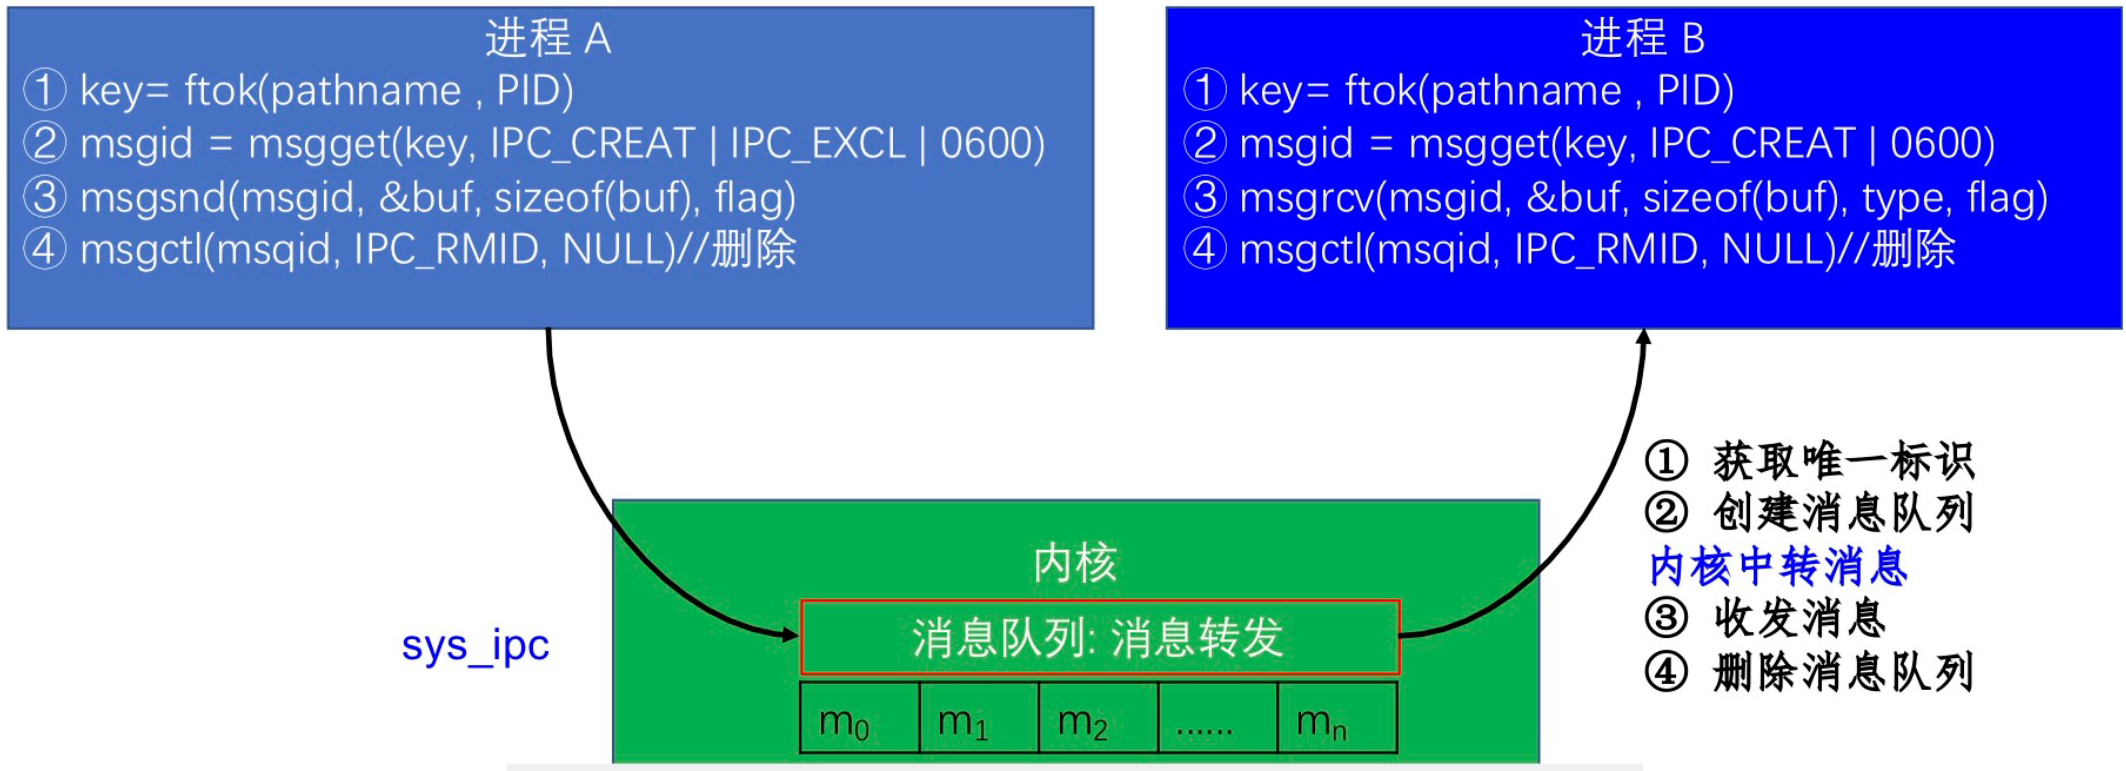 进程 A
① key= ftok(pathname , PID)
② msgid = msgget(key, IPC_CREAT | IPC_EXCL | 0600)
③ msgsnd(msgid, &buf, sizeof(buf), flag)
④ msgctl(msqid, IPC_RMID, NULL)//删除
进程 B
① key= ftok(pathname , PID)
② msgid = msgget(key, IPC_CREAT | 0600)
③ msgrcv(msgid, &buf, sizeof(buf), type, flag)
④ msgctl(msqid, IPC_RMID, NULL)//删除
① 获取唯一标识
② 创建消息队列
内核中转消息
③ 收发消息
④ 删除消息队列
sys_ipc
内核
消息队列: 消息转发
m0 m1 m2 ...... mn